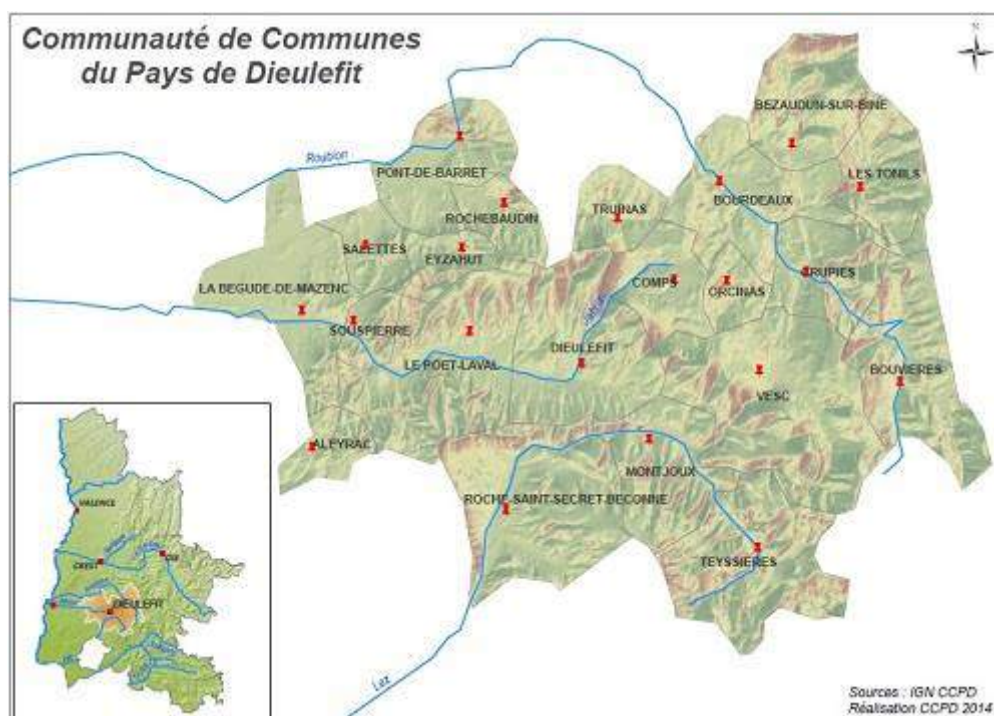 Communauté de Communes
du Pays de Dieulefit
BEZAUDUN-SUR-BINE
Roubion
PONT-DE-BARRET
LES TONILS
BOURDEAUX
ROCHEBAUDIN
TRUINAS
SALETTES
EYZAHUT
CRUPIES
COMPS
ORCINAS
LA BEGUDE-DE-MAZENC
Jabron
SOUSPIERRE
DIEULEFIT
LE POET-LAVAL
BOUVIERES
VESC
ALEYRAC
MONTJOUX
ROCHE-SAINT-SECRET-BECONNE
TEYSSIERES
VALENCE
CREST
DIE
DIEULEFIT
Lez
Sources : IGN CCPD
Réalisation CCPD 2014